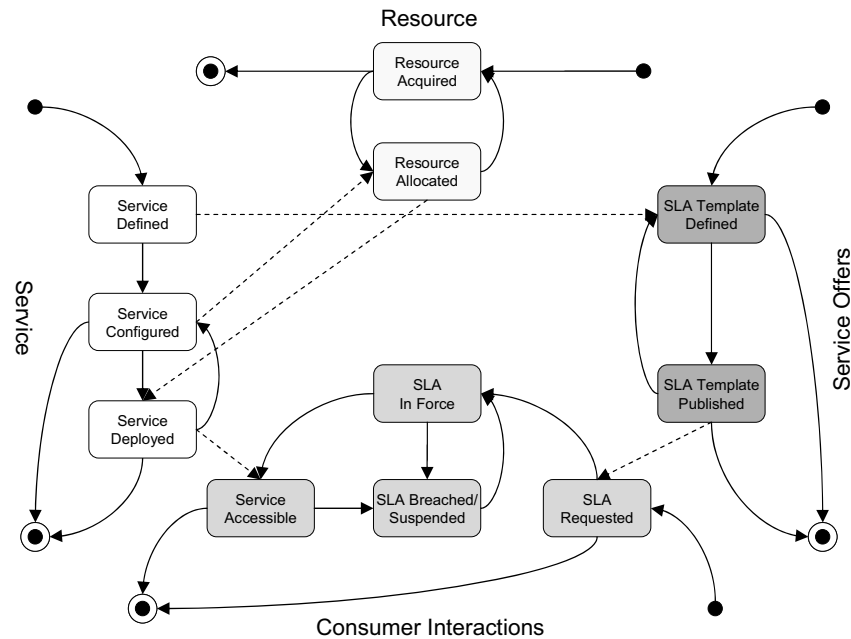 Resource
Resource
Acquired
Resource
Allocated
Service
Defined
SLA Template
Defined
Service
Service Offers
Service
Configured
SLA
In Force
SLA Template
Published
Service
Deployed
Service
Accessible
SLA Breached/
Suspended
SLA
Requested
Consumer Interactions